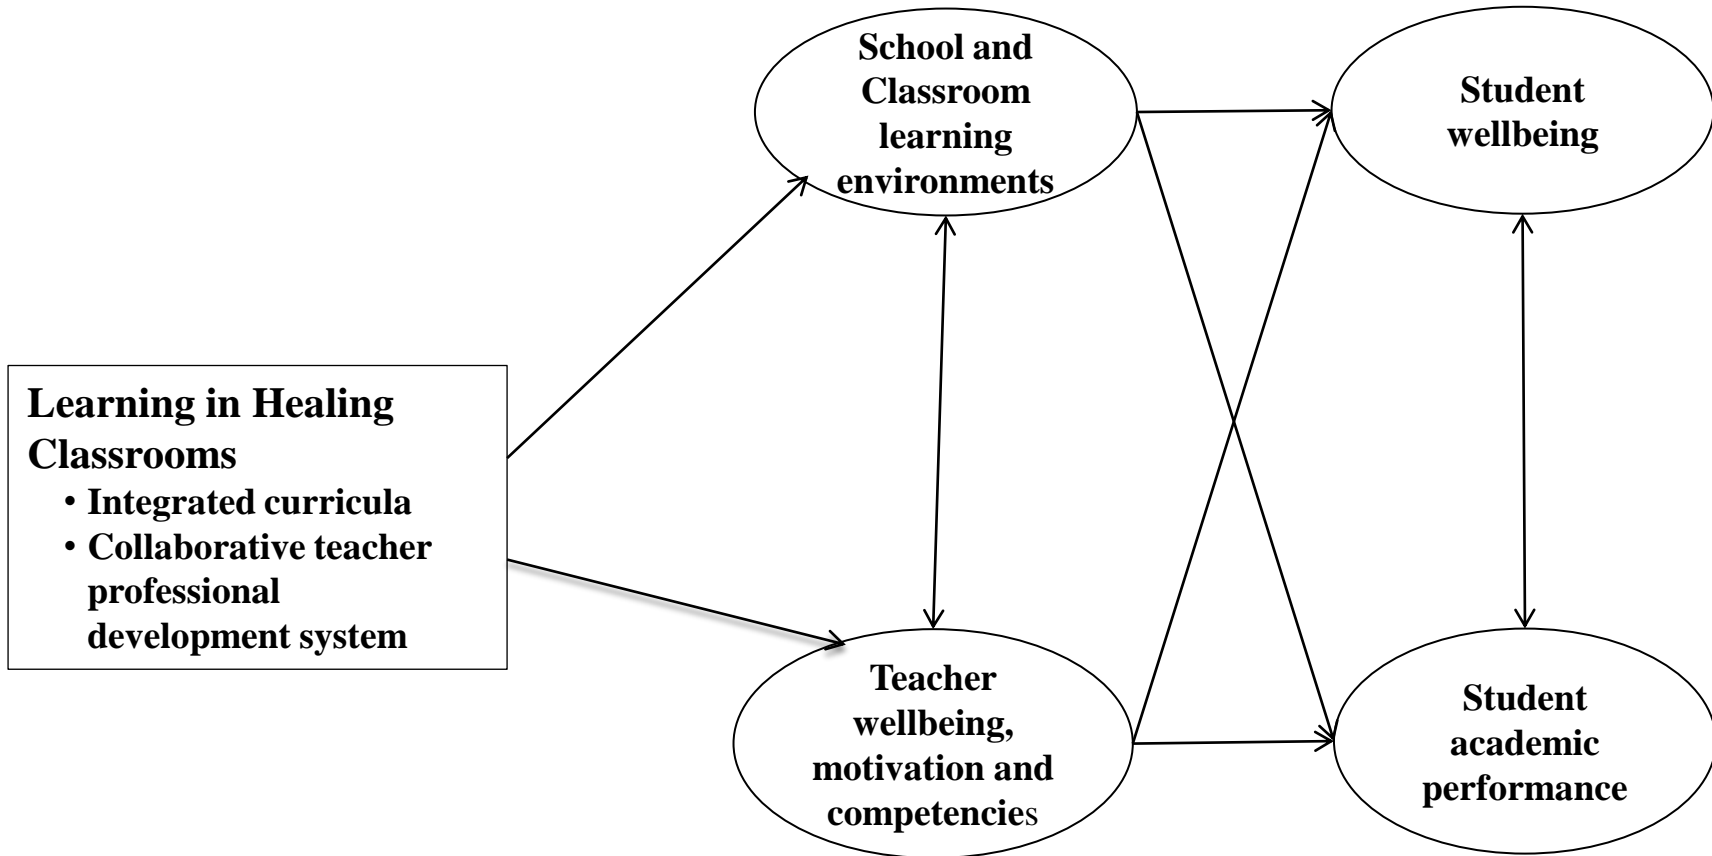 School and
Classroom
learning
environments
Student
wellbeing
Learning in Healing
Classrooms
• Integrated curricula
• Collaborative teacher
professional
development system
Teacher
wellbeing,
motivation and
competencies
Student
academic
performance